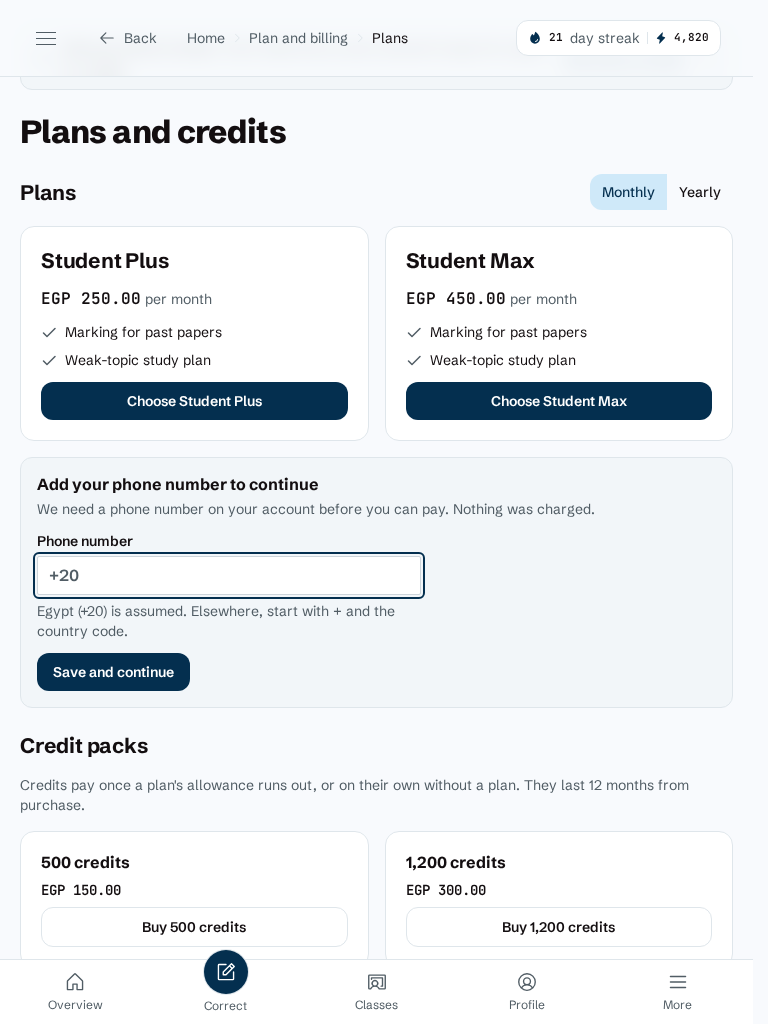 Back
Home
Plan and billing
Plans
21 day streak
4,820
Plans and credits
Plans
Monthly
Yearly
Student Plus
EGP 250.00 per month
Marking for past papers
Weak-topic study plan
Choose Student Plus
Student Max
EGP 450.00 per month
Marking for past papers
Weak-topic study plan
Choose Student Max
Add your phone number to continue
We need a phone number on your account before you can pay. Nothing was charged.
Phone number
+20
Egypt (+20) is assumed. Elsewhere, start with + and the
country code.
Save and continue
Credit packs
Credits pay once a plan's allowance runs out, or on their own without a plan. They last 12 months from
purchase.
500 credits
EGP 150.00
Buy 500 credits
1,200 credits
EGP 300.00
Buy 1,200 credits
Overview
Correct
Classes
Profile
More